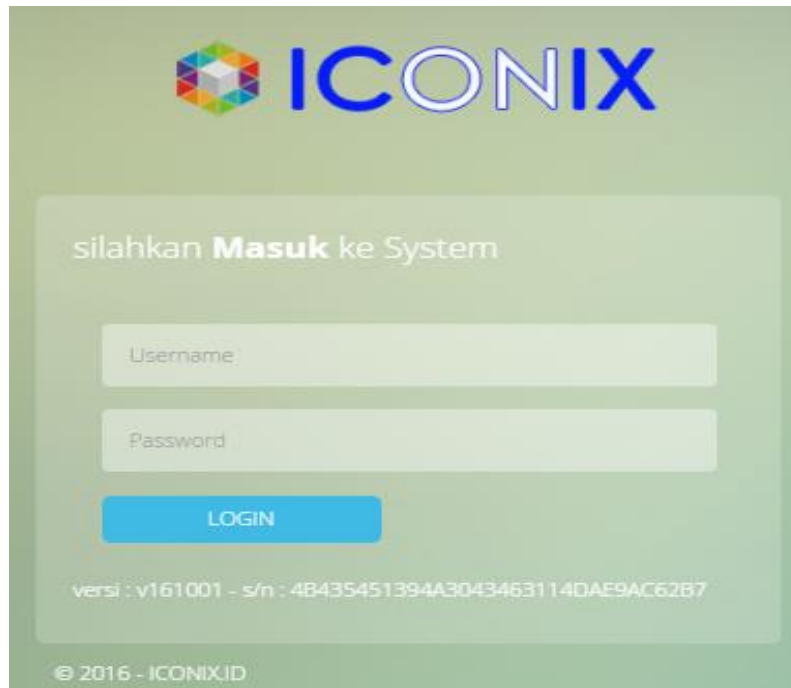 ICONIX
silahkan Masuk ke System
Username
Password
LOGIN
versi : v161001 - s/n : 4B435451394A3043463114DAE9AC62B7
© 2016 - ICONIX.ID